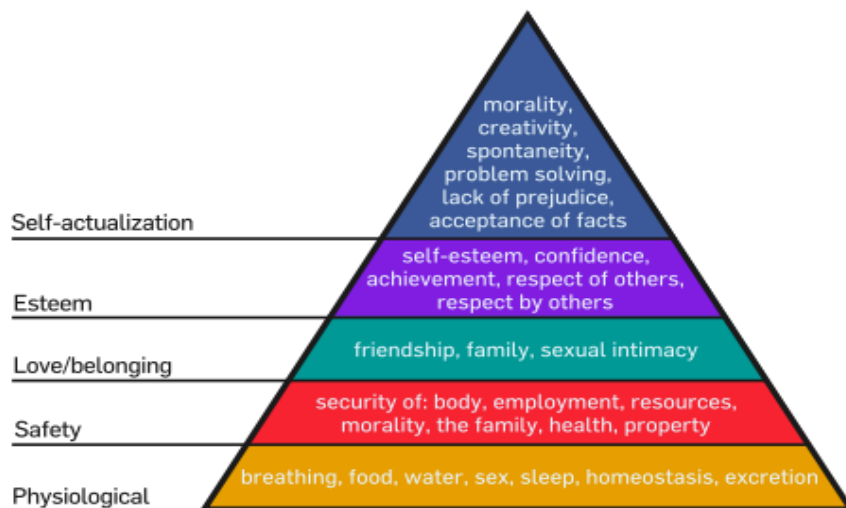 morality,
creativity,
spontaneity,
problem solving,
lack of prejudice,
acceptance of facts
Self-actualization
self-esteem, confidence,
achievement, respect of others,
respect by others
Esteem
friendship, family, sexual intimacy
Love/belonging
security of: body, employment, resources,
morality, the family, health, property
Safety
breathing, food, water, sex, sleep, homeostasis, excretion
Physiological